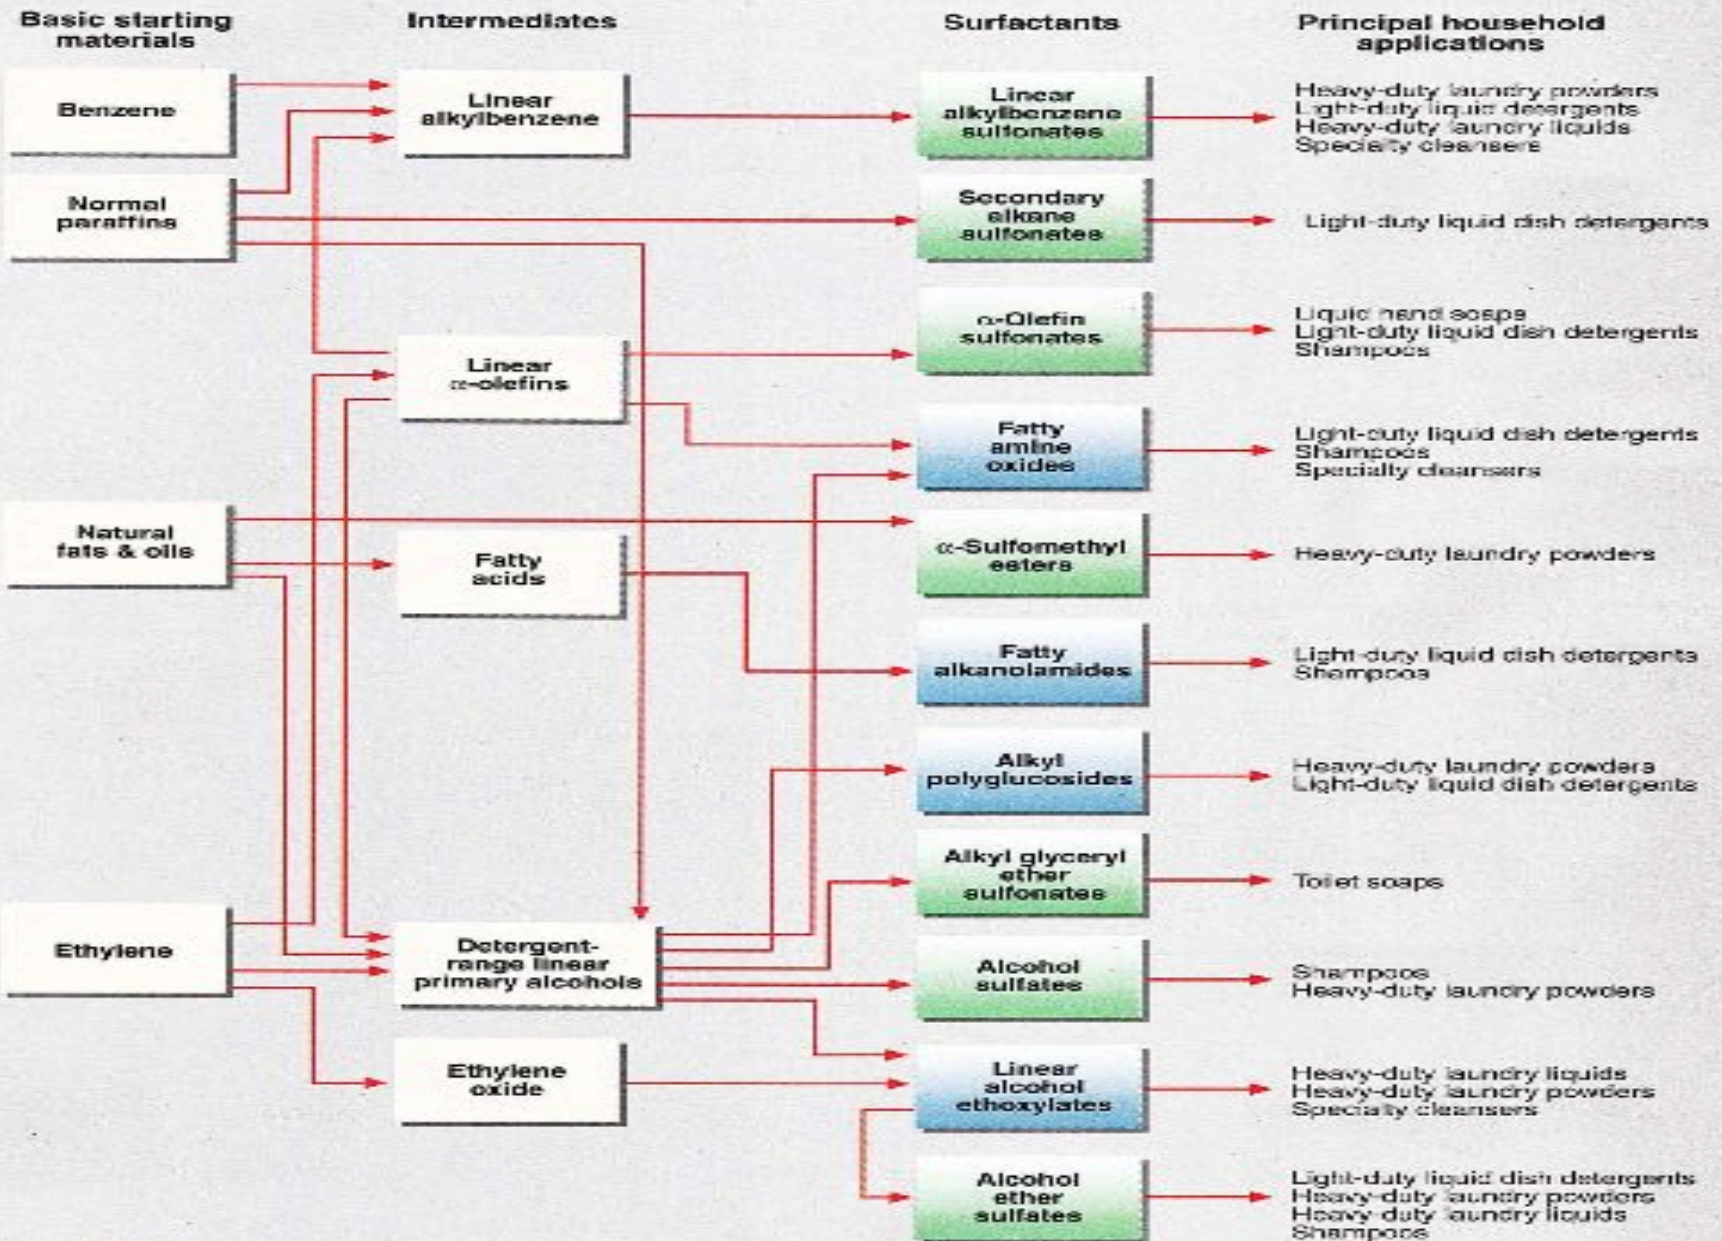 Basic starting
materials
Intermediates
Surfactants
Principal household
applications
Benzene
Linear
alkylbenzene
Linear
alkylbenzene
sulfonates
Heavy-duty laundry powders
Light-duty liquid detergents
Heavy-duty laundry liquids
Specialty cleansers
Normal
paraffins
Secondary
alkane
sulfonates
Light-duty liquid dish detergents
Linear
α-olefins
α-Olefin
sulfonates
Liquid hand soaps
Light-duty liquid dish detergents
Shampoos
Fatty
amine
oxides
Light-duty liquid dish detergents
Shampoos
Specialty cleansers
Natural
fats & oils
Fatty
acids
α-Sulfomethyl
esters
Heavy-duty laundry powders
Fatty
alkanolamides
Light-duty liquid dish detergents
Shampoos
Alkyl
polyglucosides
Heavy-duty laundry powders
Light-duty liquid dish detergents
Alkyl glyceryl
ether
sulfonates
Toilet soaps
Ethylene
Detergent-
range linear
primary alcohols
Alcohol
sulfates
Shampoos
Heavy-duty laundry powders
Ethylene
oxide
Linear
alcohol
ethoxylates
Heavy-duty laundry liquids
Heavy-duty laundry powders
Specialty cleansers
Alcohol
ether
sulfates
Light-duty liquid dish detergents
Heavy-duty laundry powders
Heavy-duty laundry liquids
Shampoos